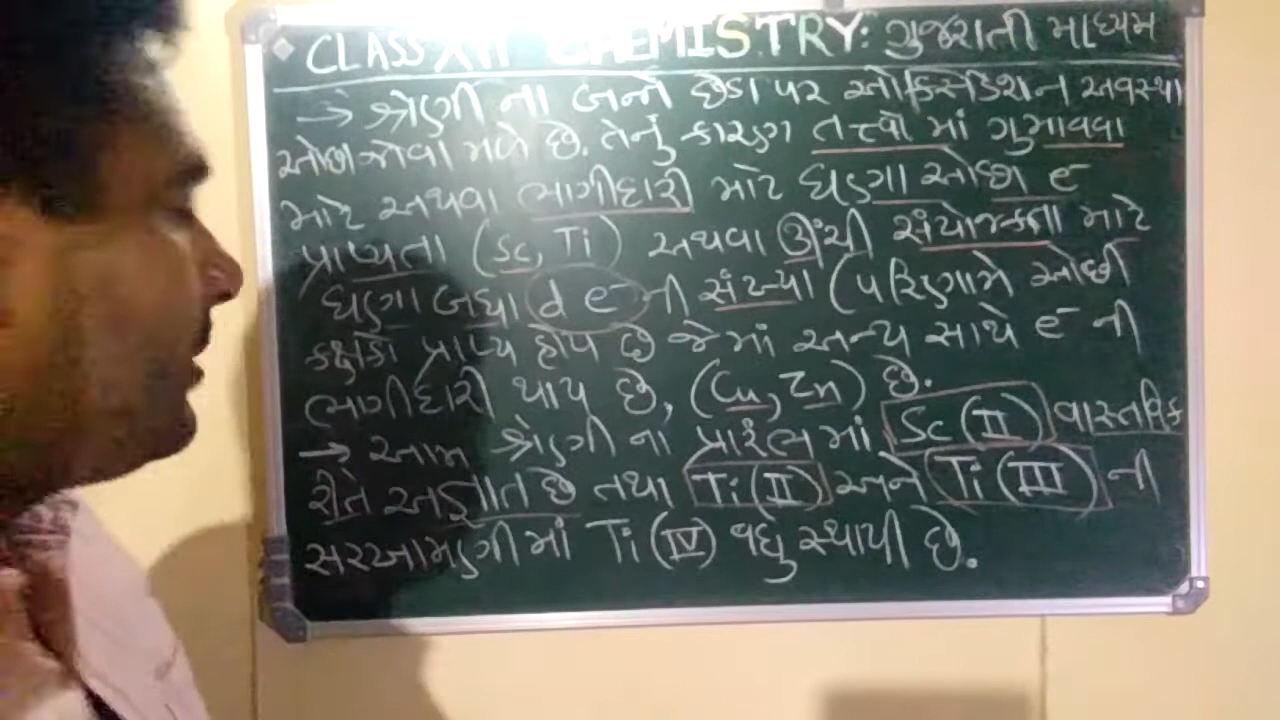 CLASS XII CHEMISTRY: ગુજરાતી માધ્યમ
→ શ્રેણી ના બન્ને છેડા પર ઓક્સિડેશન અવસ્થા
ઓછી જોવા મળે છે. તેનું કારણ તત્ત્વો માં ગુમાવવા
માટે અથવા ભાગીદારી માટે ઘણા ઓછા e⁻
પ્રાપ્યતા (Sc, Ti) અથવા ઊંચી સંયોજકતા માટે
ઘણા બધા d e⁻ ની સંખ્યા (પરિણામે ઓછી
કક્ષકો પ્રાપ્ય હોય છે જેમાં અન્ય સાથે e⁻ ની
ભાગીદારી થાય છે, (Cu, Zn) છે.
→ આમ શ્રેણી ના પ્રારંભમાં Sc (II) વાસ્તવિક
રીતે અજ્ઞાત છે તથા Ti (II) અને Ti (III) ની
સરખામણીમાં Ti (IV) વધુ સ્થાયી છે.